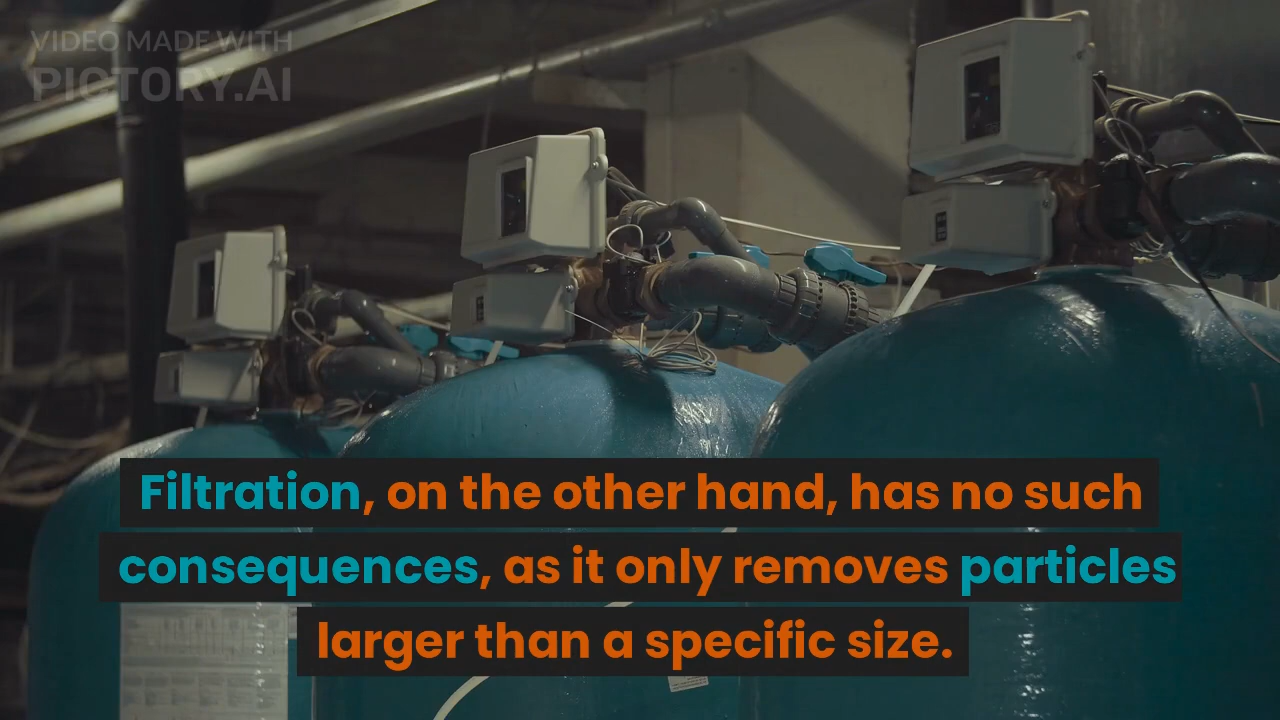 VIDEO MADE WITH
PICTORY.AI
Filtration, on the other hand, has no such
consequences, as it only removes particles
larger than a specific size.